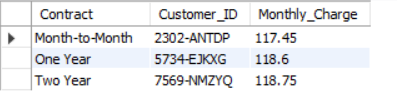 Contract Customer_ID Monthly_Charge
Month-to-Month 2302-ANTDP 117.45
One Year 5734-EJKXG 118.6
Two Year 7569-NMZYQ 118.75